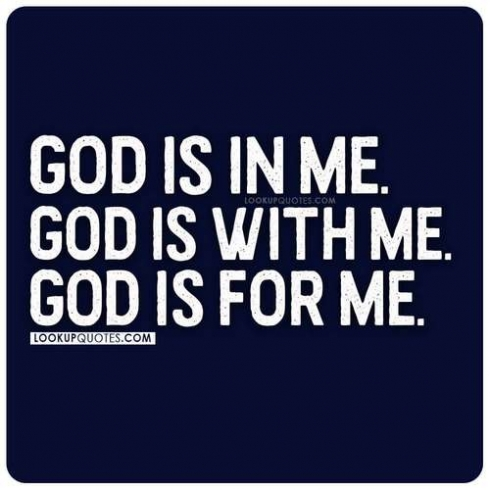 GOD IS IN ME.
LOOKUPQUOTES.COM
GOD IS WITH ME.
GOD IS FOR ME.
LOOKUPQUOTES.COM